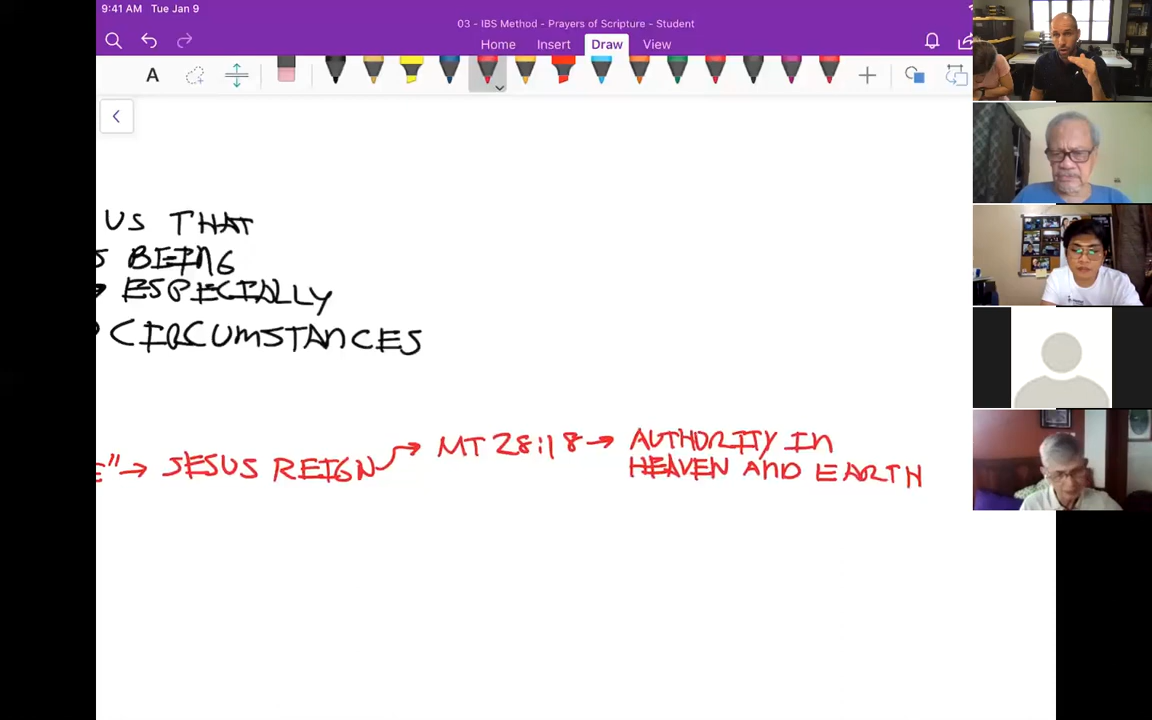 9:41 AM Tue Jan 9
03 - IBS Method - Prayers of Scripture - Student
Home Insert Draw View
A
US THAT
S BEING
ESPECIALLY
CIRCUMSTANCES
E" → JESUS REIGN → MT 28:18 → AUTHORITY IN
HEAVEN AND EARTH